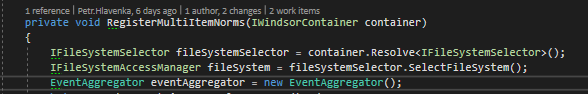 1 reference | Petr.Hlavenka, 6 days ago | 1 author, 2 changes | 2 work items
private void RegisterMultiItemNorms(IWindsorContainer container)
{
IFileSystemSelector fileSystemSelector = container.Resolve<IFileSystemSelector>();
IFileSystemAccessManager fileSystem = fileSystemSelector.SelectFileSystem();
EventAggregator eventAggregator = new EventAggregator();